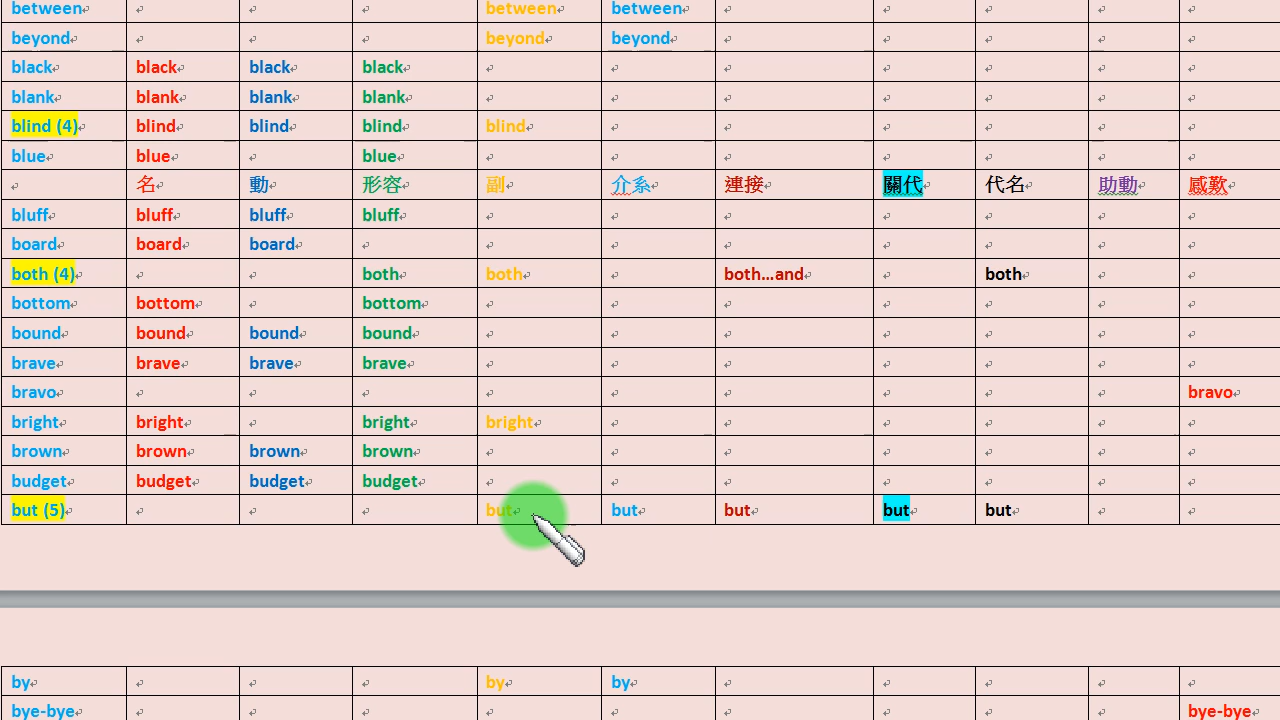 between between between
beyond beyond beyond
black black black black
blank blank blank blank
blind (4) blind blind blind blind
blue blue blue
名 動 形容 副 介系 連接 關代 代名 助動 感歎
bluff bluff bluff bluff
board board board
both (4) both both both...and both
bottom bottom bottom
bound bound bound bound
brave brave brave brave
bravo bravo
bright bright bright bright
brown brown brown brown
budget budget budget budget
but (5) but but but but but
by by by
bye-bye bye-bye